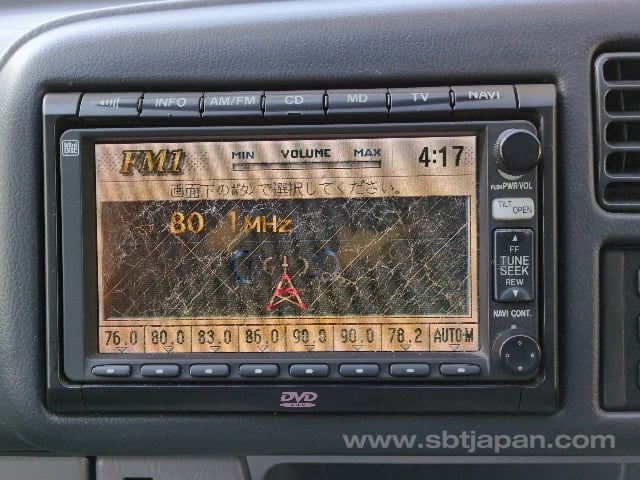 INFO AM/FM CD MD TV NAVI
FM1 MIN VOLUME MAX 4:17
画面下のﾎﾞﾀﾝで選択してください。
80.1MHz
76.0 80.0 83.0 86.0 90.0 90.0 78.2 AUTO-M
DVD
PUSH PWR·VOL
TILT OPEN
FF
TUNE
SEEK
REW
NAVI CONT.
www.sbtjapan.com